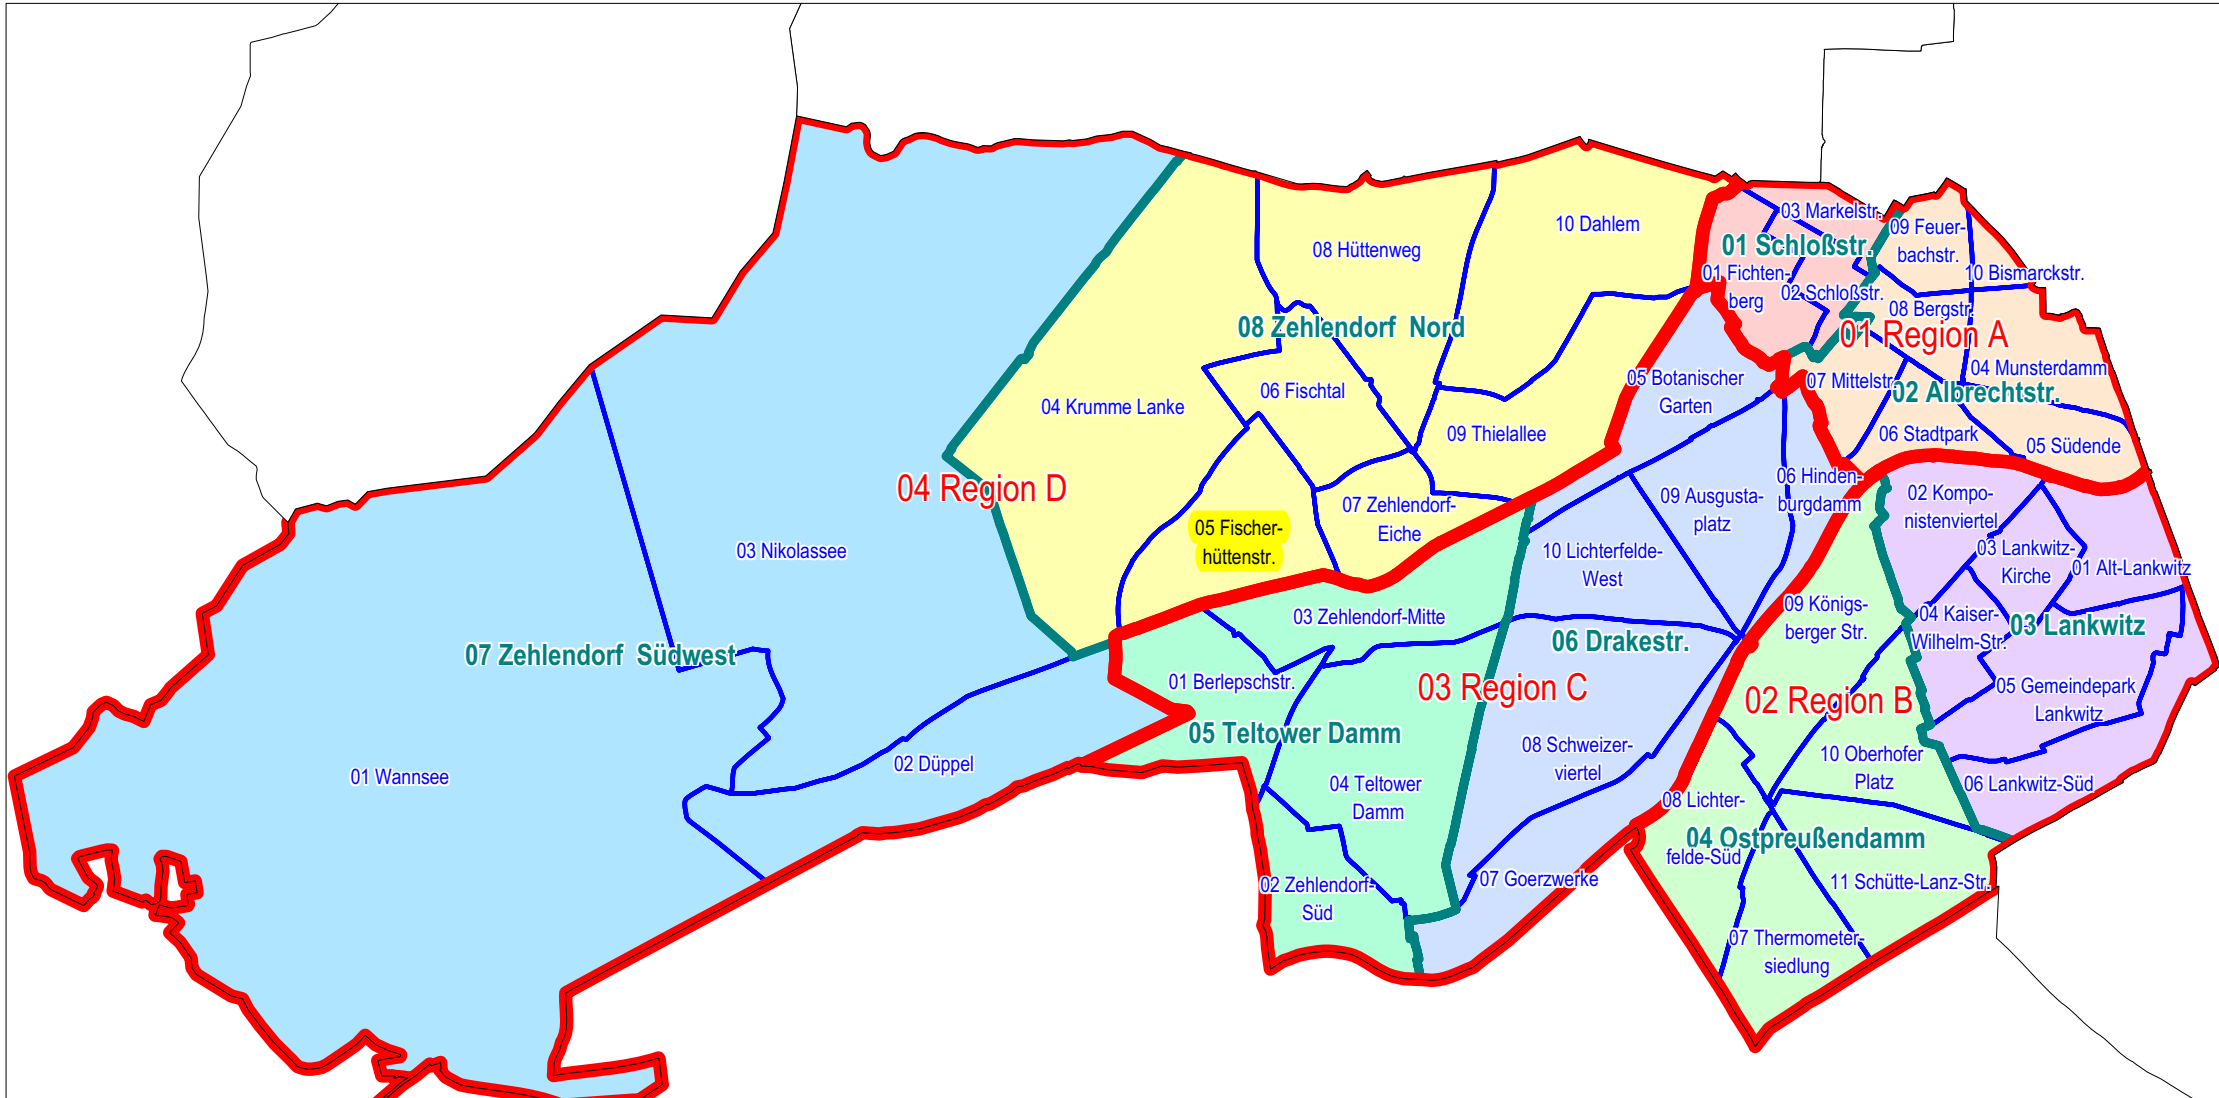 03 Markelstr.
10 Dahlem
09 Feuer-
bachstr.
08 Hüttenweg
01 Schloßstr.
01 Fichten-
berg
10 Bismarckstr.
02 Schloßstr.
08 Bergstr.
08 Zehlendorf Nord
01 Region A
04 Munsterdamm
05 Botanischer
Garten
07 Mittelstr.
02 Albrechtstr.
06 Fischtal
04 Krumme Lanke
09 Thielallee
06 Stadtpark
05 Südende
04 Region D
06 Hinden-
burgdamm
09 Ausgusta-
platz
02 Kompo-
nistenviertel
07 Zehlendorf-
Eiche
05 Fischer-
hüttenstr.
03 Nikolassee
10 Lichterfelde-
West
03 Lankwitz-
Kirche
01 Alt-Lankwitz
09 Königs-
berger Str.
04 Kaiser-
Wilhelm-Str.
03 Lankwitz
03 Zehlendorf-Mitte
06 Drakestr.
07 Zehlendorf Südwest
01 Berlepschstr.
03 Region C
02 Region B
05 Gemeindepark
Lankwitz
05 Teltower Damm
08 Schweizer-
viertel
10 Oberhofer
Platz
02 Düppel
01 Wannsee
04 Teltower
Damm
06 Lankwitz-Süd
08 Lichter-
felde-Süd
04 Ostpreußendamm
07 Goerzwerke
11 Schütte-Lanz-Str.
02 Zehlendorf-
Süd
07 Thermometer-
siedlung